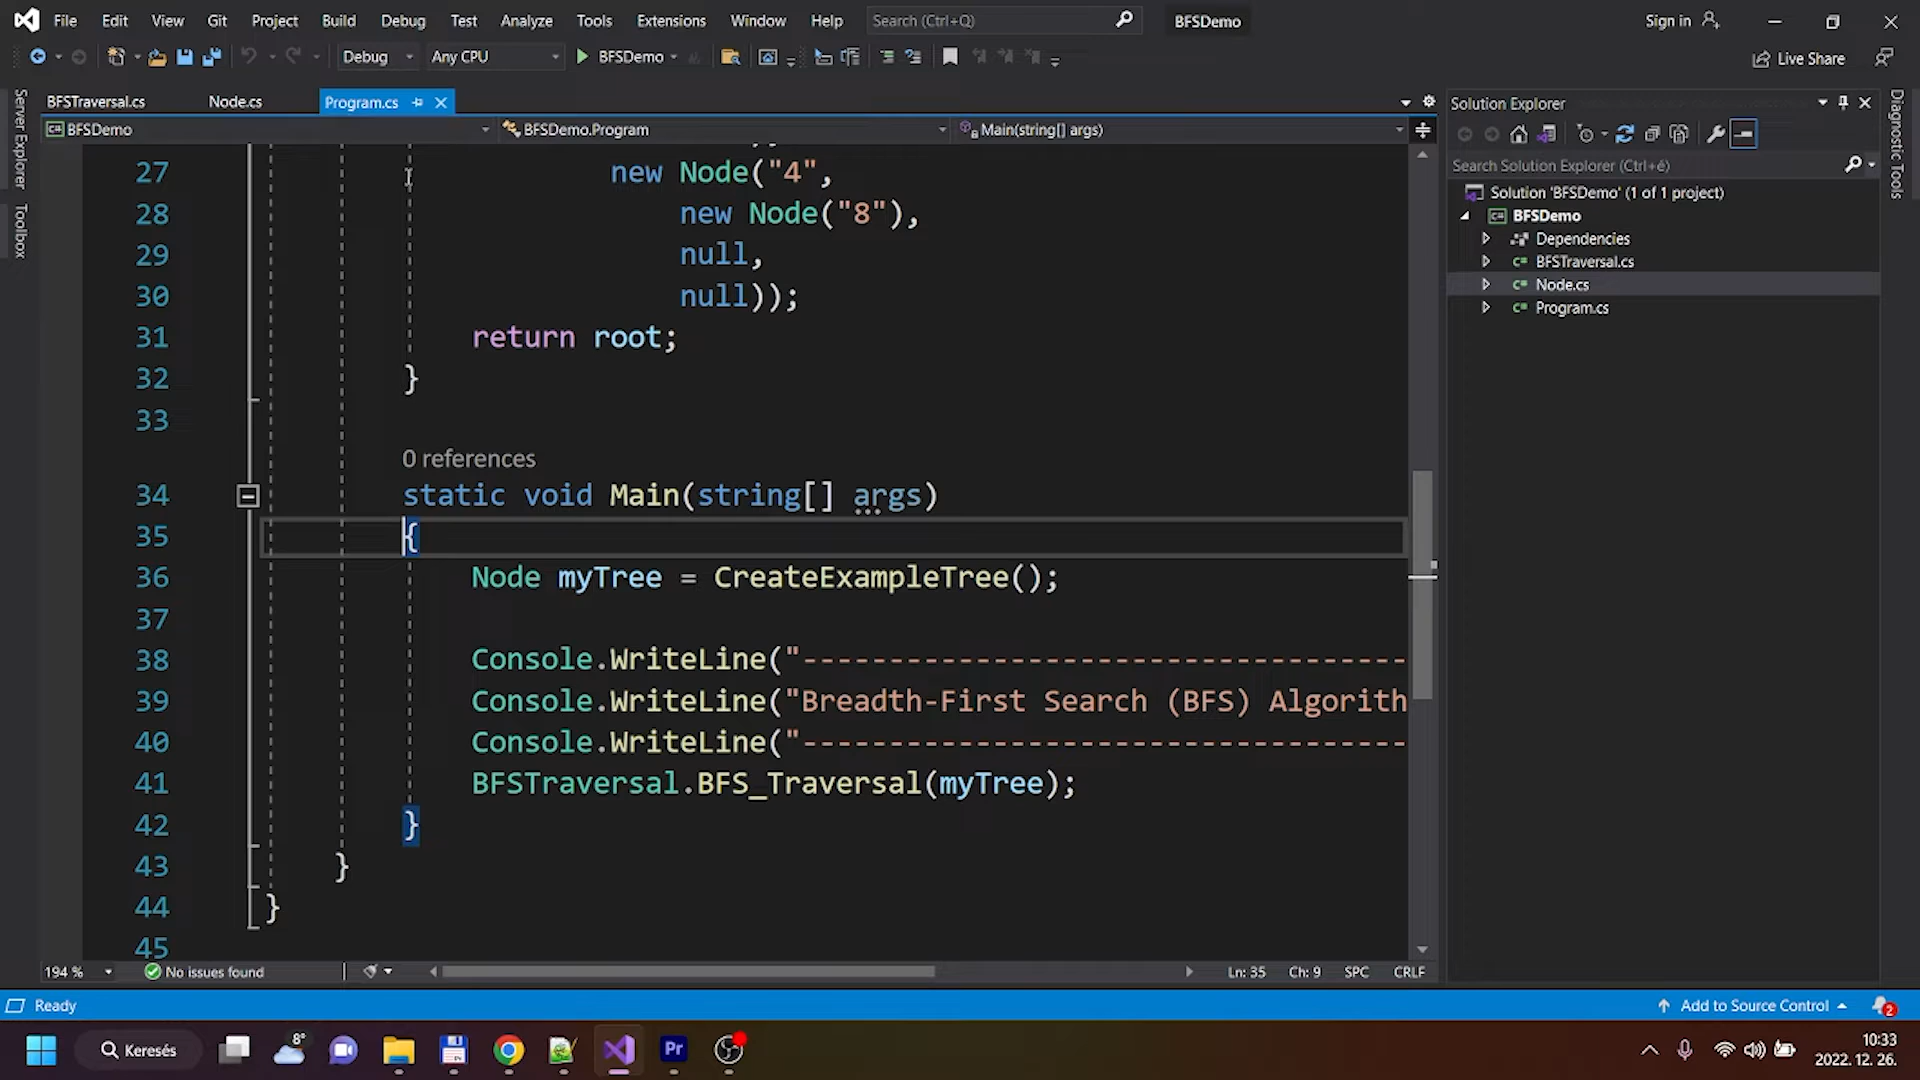 File Edit View Git Project Build Debug Test Analyze Tools Extensions Window Help Search (Ctrl+Q) BFSDemo Sign in
Debug Any CPU BFSDemo Live Share
Server Explorer
Toolbox
BFSTraversal.cs Node.cs Program.cs
BFSDemo BFSDemo.Program Main(string[] args)
27 new Node("4",
28 new Node("8"),
29 null,
30 null));
31 return root;
32 }
33
0 references
34 static void Main(string[] args)
35 {
36 Node myTree = CreateExampleTree();
37
38 Console.WriteLine("-----------------------------------
39 Console.WriteLine("Breadth-First Search (BFS) Algorith
40 Console.WriteLine("-----------------------------------
41 BFSTraversal.BFS_Traversal(myTree);
42 }
43 }
44 }
45
194 % No issues found Ln: 35 Ch: 9 SPC CRLF
Solution Explorer
Search Solution Explorer (Ctrl+é)
Solution 'BFSDemo' (1 of 1 project)
BFSDemo
Dependencies
BFSTraversal.cs
Node.cs
Program.cs
Diagnostic Tools
Ready Add to Source Control 2
Keresés 8° Pr 10:33
2022. 12. 26.